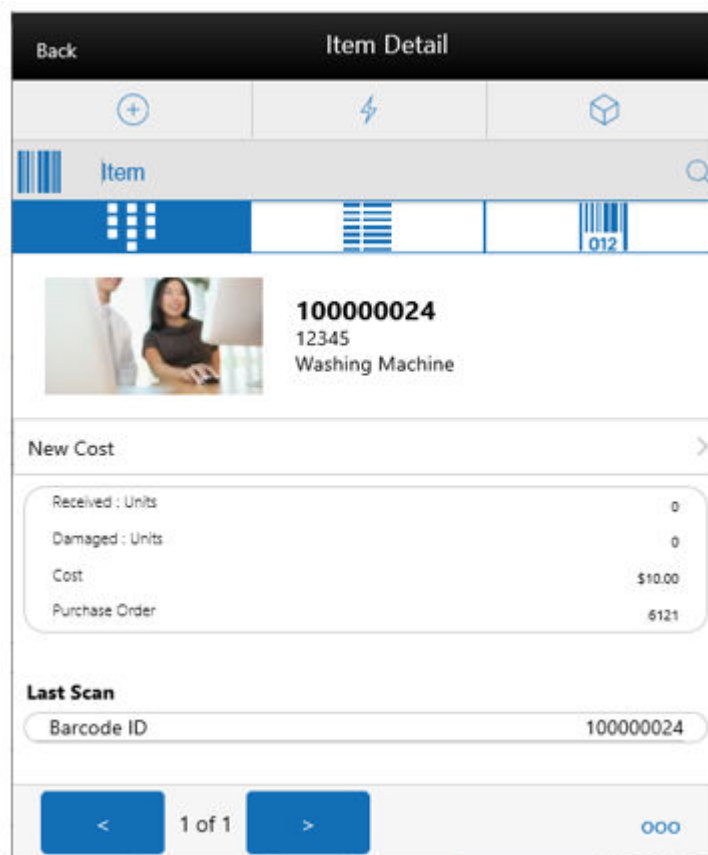 Back
Item Detail
Item
012
100000024
12345
Washing Machine
New Cost
Received : Units 0
Damaged : Units 0
Cost $10.00
Purchase Order 6121
Last Scan
Barcode ID 100000024
< 1 of 1 > ooo